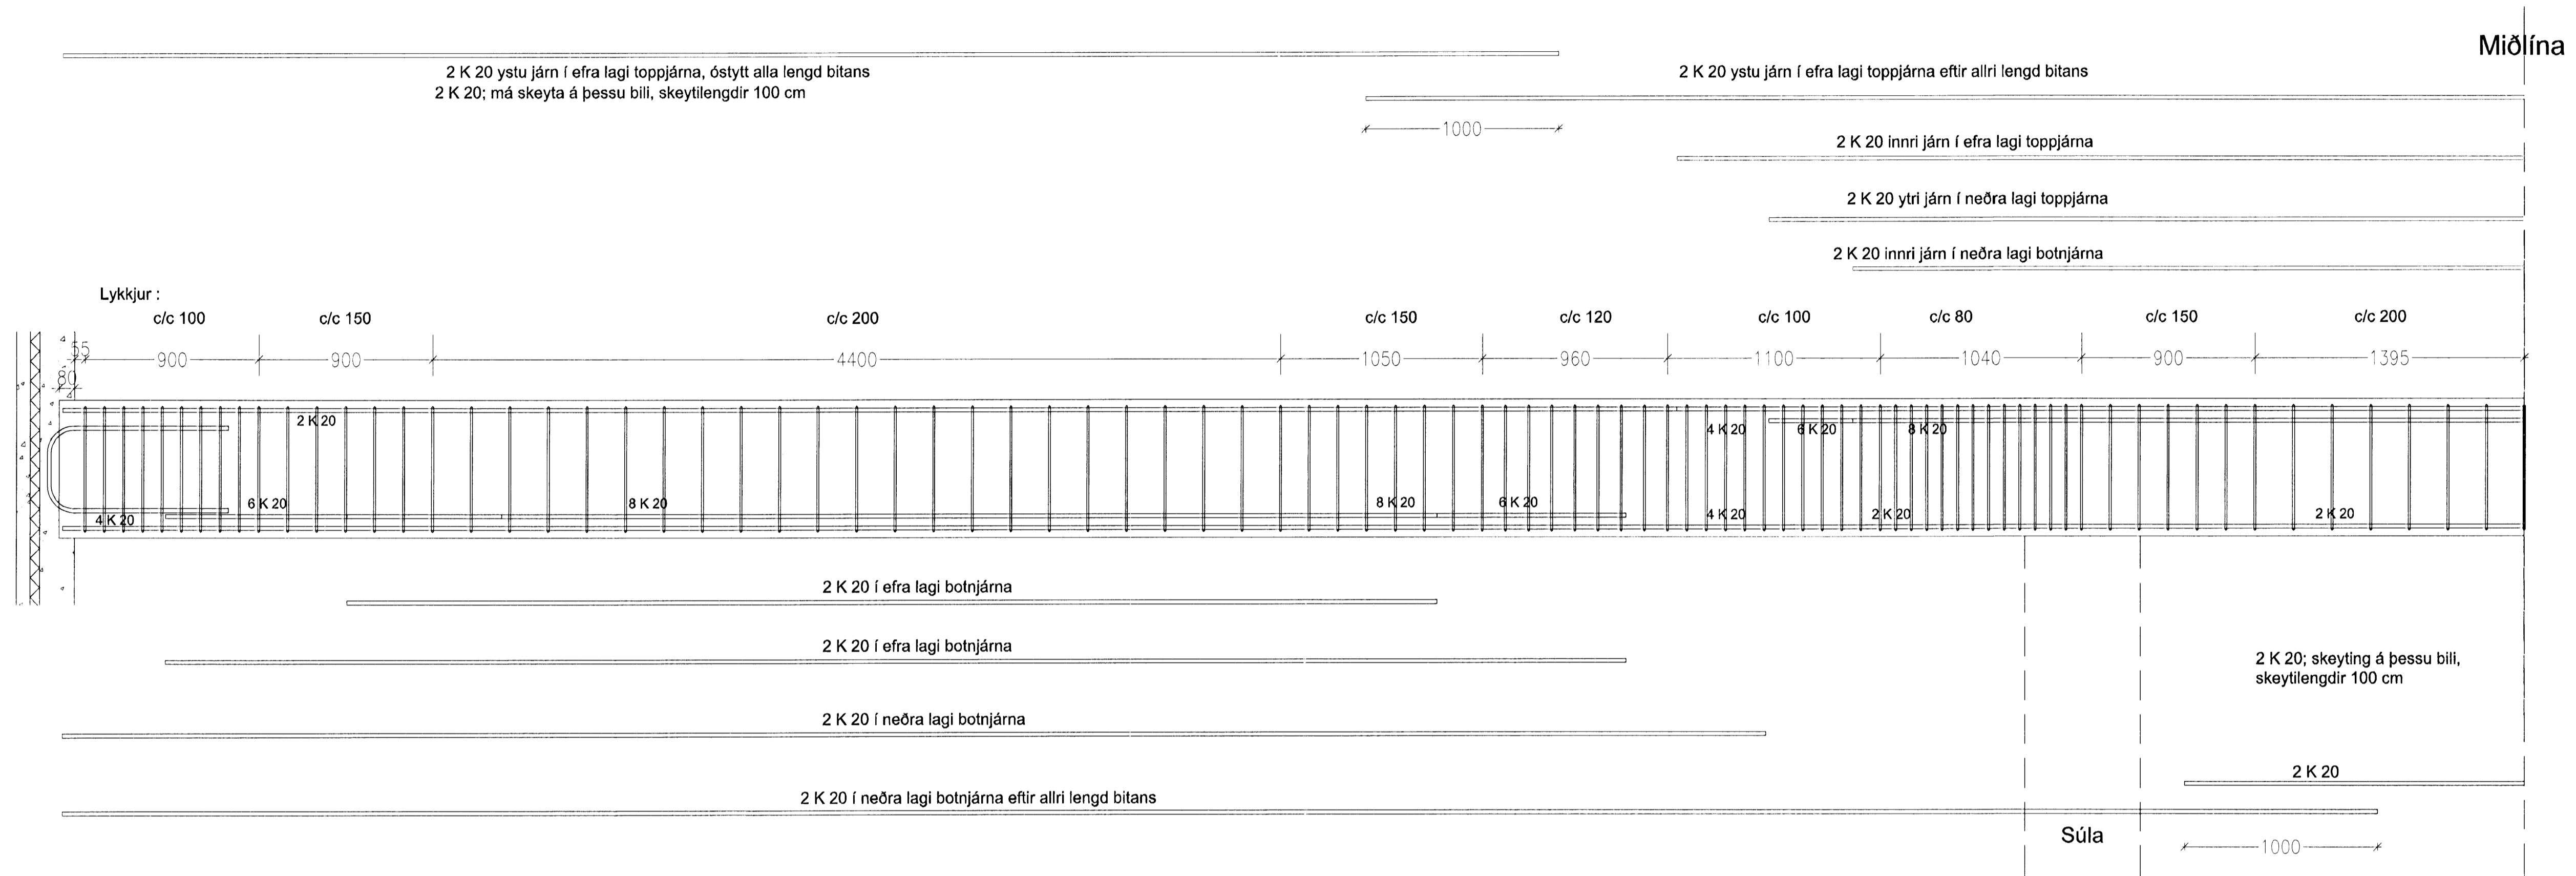 Miðlína
2 K 20 ystu járn í efra lagi toppjárna, óstytt alla lengd bitans
2 K 20; má skeyta á þessu bili, skeytilengdir 100 cm
2 K 20 ystu járn í efra lagi toppjárna eftir allri lengd bitans
1000
2 K 20 innri járn í efra lagi toppjárna
2 K 20 ytri járn í neðra lagi toppjárna
2 K 20 innri járn í neðra lagi botnjárna
Lykkjur :
c/c 100 c/c 150 c/c 200 c/c 150 c/c 120 c/c 100 c/c 80 c/c 150 c/c 200
55 900 900 4400 1050 960 1100 1040 900 1395
80
2 K 20 4 K 20 6 K 20 8 K 20
4 K 20 6 K 20 8 K 20 8 K 20 6 K 20 4 K 20 2 K 20 2 K 20
2 K 20 í efra lagi botnjárna
2 K 20 í efra lagi botnjárna
2 K 20; skeyting á þessu bili,
skeytilengdir 100 cm
2 K 20 í neðra lagi botnjárna
2 K 20
2 K 20 í neðra lagi botnjárna eftir allri lengd bitans
Súla
1000